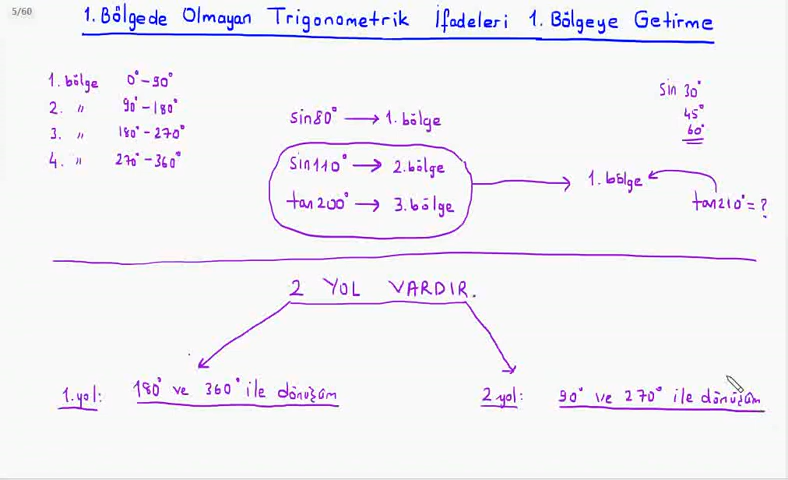 5/60
1. Bölgede Olmayan Trigonometrik İfadeleri 1. Bölgeye Getirme
1. bölge 0°-90°
2. " 90°-180°
3. " 180°-270°
4. " 270°-360°
sin80° → 1. bölge
sin110° → 2. bölge
tan200° → 3. bölge
1. bölge
sin 30°
45°
60°
tan210° = ?
2 YOL VARDIR.
1. yol: 180° ve 360° ile dönüşüm
2 yol: 90° ve 270° ile dönüşüm